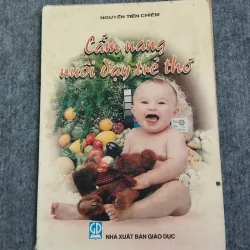 NGUYỄN TIẾN CHIÊM
Cẩm nang
nuôi dạy trẻ thơ
NHÀ XUẤT BẢN GIÁO DỤC